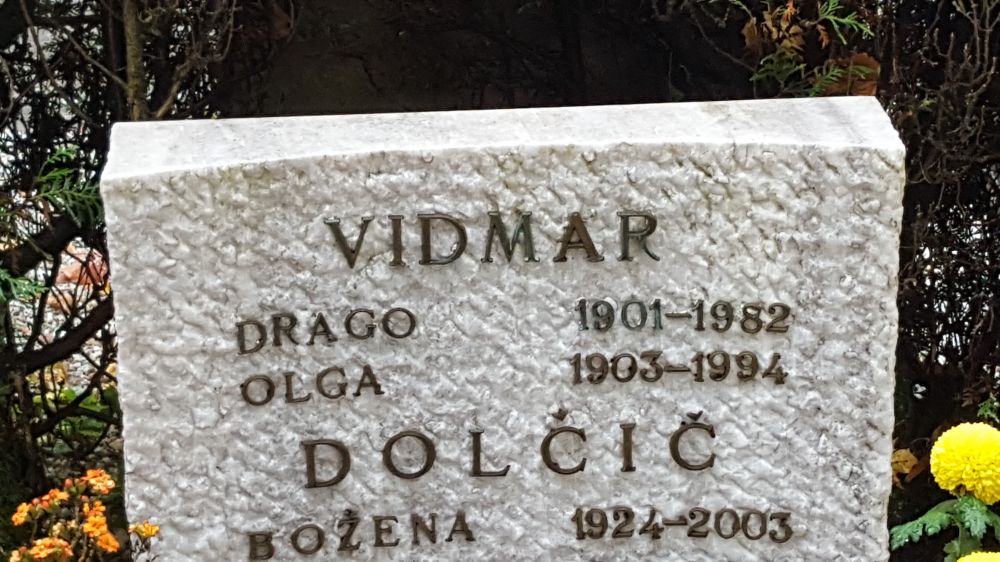 VIDMAR
DRAGO 1901-1982
OLGA 1903-1994
DOLČIČ
BOŽENA 1924-2003